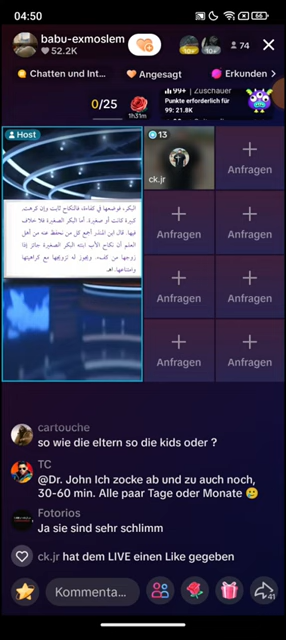 04:50
66
babu-exmoslem
52.2K
10+
10+
74
Chatten und Int...
Angesagt
Erkunden
0/25
1h31m
99+ | Zuschauer
Punkte erforderlich für
99: 21.8K
Host
13
ck.jr
Anfragen
Anfragen
Anfragen
Anfragen
Anfragen
Anfragen
Anfragen
البكر، فوضعها في كفاءة، فالنكاح ثابت وإن كرهت،
كبيرة كانت أو صغيرة. أما البكر الصغيرة فلا خلاف
فيها. قال ابن المنذر أجمع كل من نحفظ عنه من أهل
العلم أن نكاح الأب ابنته البكر الصغيرة جائز إذا
زوجها من كفء، ويجوز له تزويجها مع كراهيتها
وامتناعها. اهـ
cartouche
so wie die eltern so die kids oder ?
TC
@Dr. John Ich zocke ab und zu auch noch,
30-60 min. Alle paar Tage oder Monate
Fotorios
Ja sie sind sehr schlimm
ck.jr hat dem LIVE einen Like gegeben
Kommenta...
41